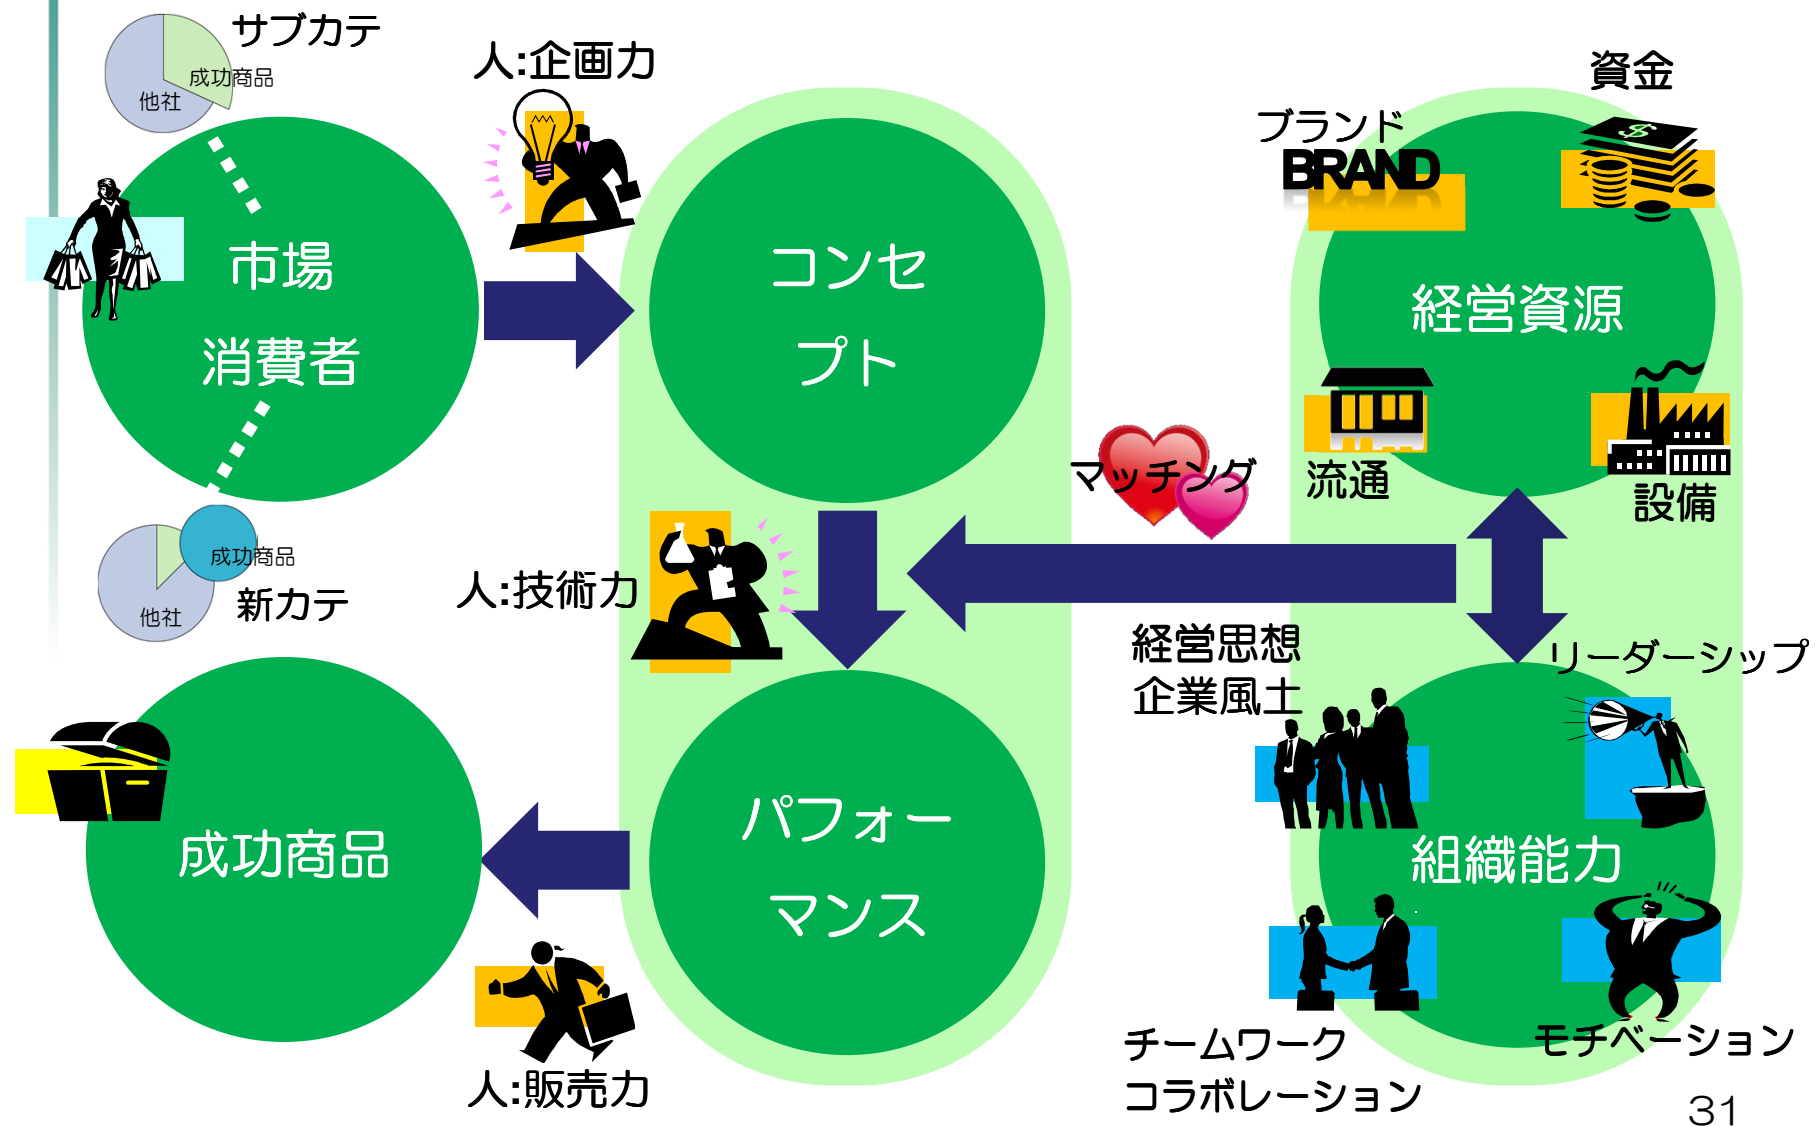 サブカテ
成功商品
他社
人:企画力
資金
ブランド
BRAND
市場
消費者
コンセ
プト
経営資源
流通
設備
マッチング
成功商品
他社
新カテ
人:技術力
経営思想
企業風土
リーダーシップ
成功商品
パフォー
マンス
組織能力
人:販売力
チームワーク
コラボレーション
モチベーション
31